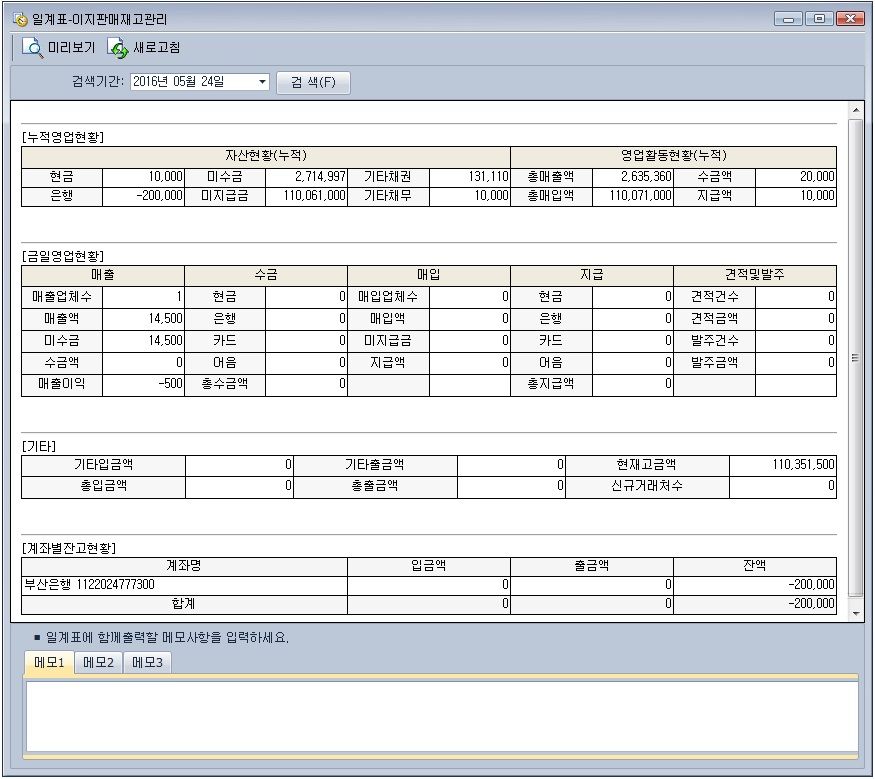 일계표-이지판매재고관리
미리보기 새로고침
검색기간: 2016년 05월 24일 검 색(F)
[누적영업현황]
자산현황(누적) 영업활동현황(누적)
현금 10,000 미수금 2,714,997 기타채권 131,110 총매출액 2,635,360 수금액 20,000
은행 -200,000 미지급금 110,061,000 기타채무 10,000 총매입액 110,071,000 지급액 10,000
[금일영업현황]
매출 수금 매입 지급 견적및발주
매출업체수 1 현금 0 매입업체수 0 현금 0 견적건수 0
매출액 14,500 은행 0 매입액 0 은행 0 견적금액 0
미수금 14,500 카드 0 미지급금 0 카드 0 발주건수 0
수금액 0 어음 0 지급액 0 어음 0 발주금액 0
매출이익 -500 총수금액 0 총지급액 0
[기타]
기타입금액 0 기타출금액 0 현재고금액 110,351,500
총입금액 0 총출금액 0 신규거래처수 0
[계좌별잔고현황]
계좌명 입금액 출금액 잔액
부산은행 1122024777300 0 0 -200,000
합계 0 0 -200,000
■ 일계표에 함께출력할 메모사항을 입력하세요.
메모1 메모2 메모3